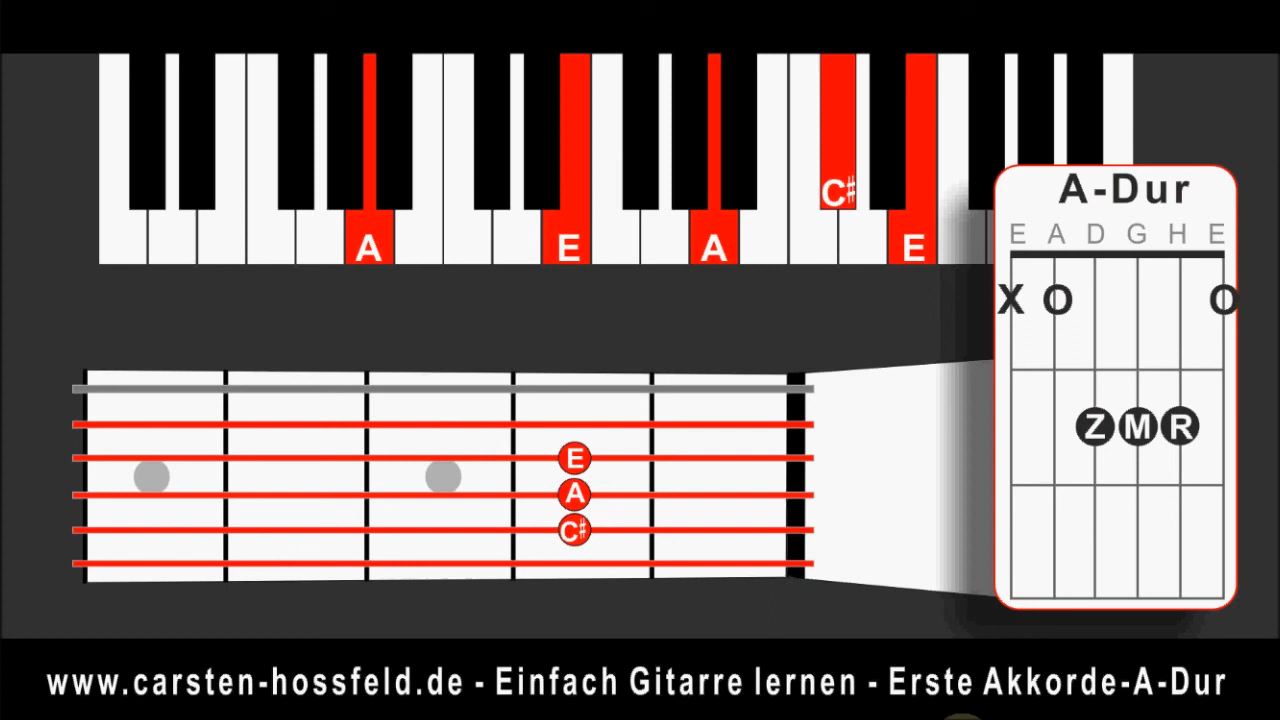 C♯
A E A E
A-Dur
E A D G H E
X O O
Z M R
E
A
C♯
www.carsten-hossfeld.de - Einfach Gitarre lernen - Erste Akkorde-A-Dur